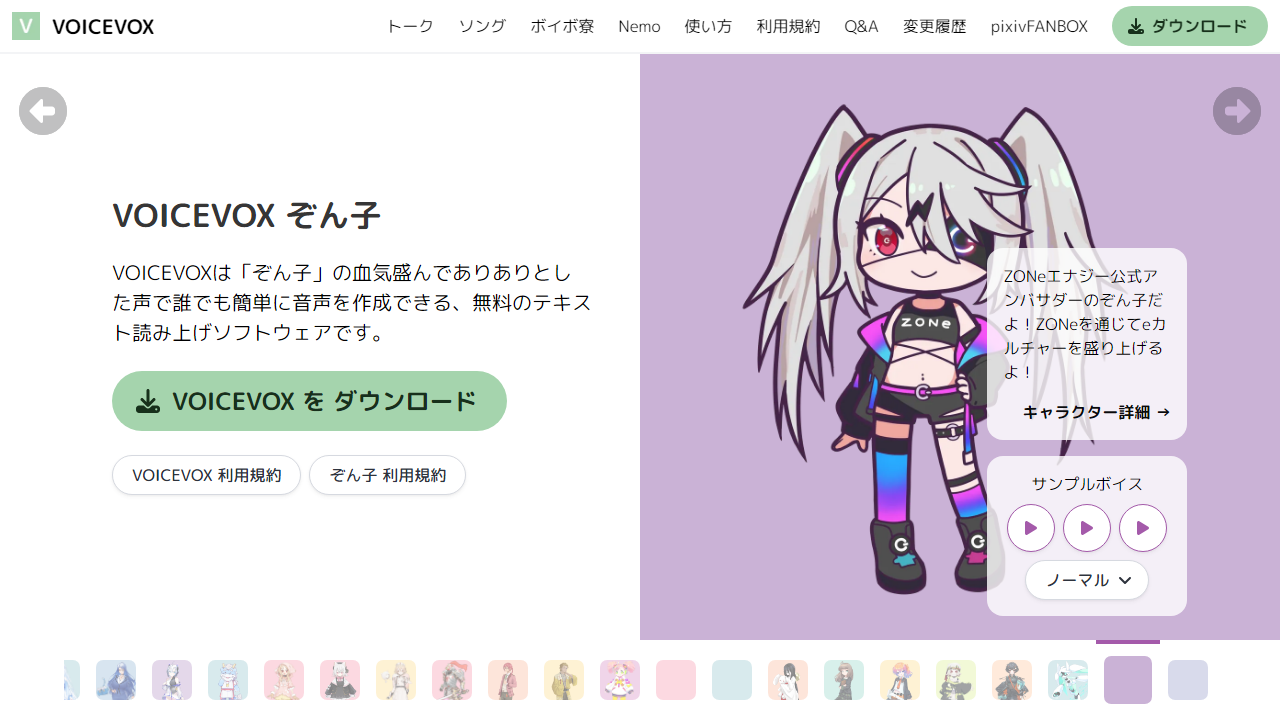 V VOICEVOX
トーク ソング ボイボ寮 Nemo 使い方 利用規約 Q&A 変更履歴 pixivFANBOX ダウンロード
VOICEVOX ぞん子
VOICEVOXは「ぞん子」の血気盛んでありありとし
た声で誰でも簡単に音声を作成できる、無料のテキス
ト読み上げソフトウェアです。
VOICEVOX を ダウンロード
VOICEVOX 利用規約 ぞん子 利用規約
ZONe
ZONeエナジー公式ア
ンバサダーのぞん子だ
よ！ZONeを通じてeカ
ルチャーを盛り上げる
よ！
キャラクター詳細 →
サンプルボイス
ノーマル